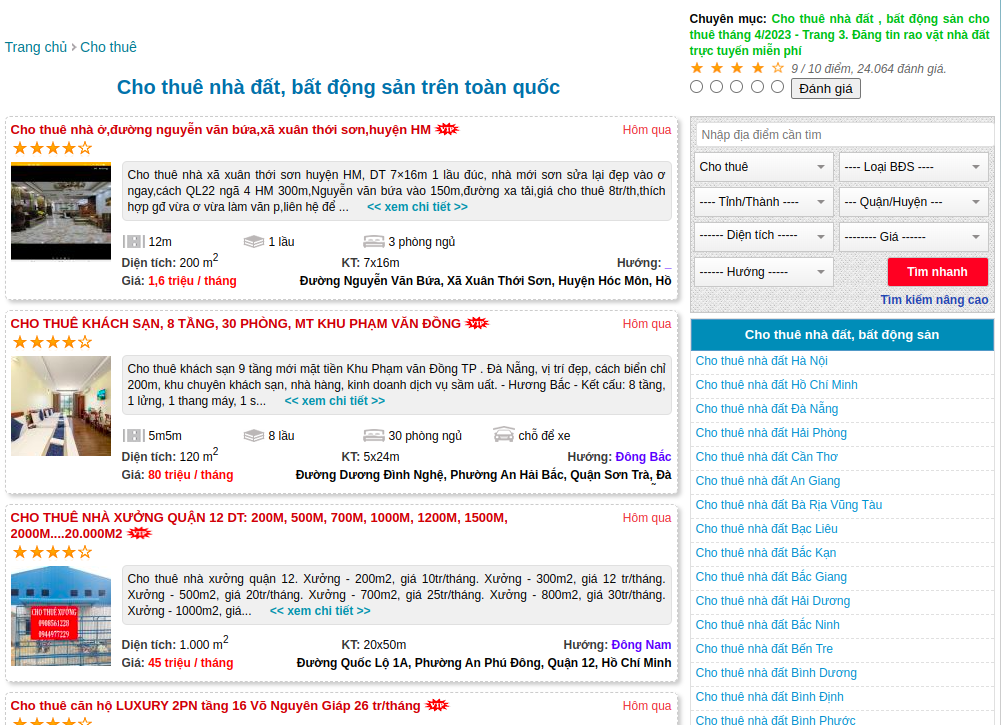 Trang chủ › Cho thuê
Cho thuê nhà đất, bất động sản trên toàn quốc
Cho thuê nhà ở,đường nguyễn văn bứa,xã xuân thới sơn,huyện HM VIP
Hôm qua
Cho thuê nhà xã xuân thới sơn huyện HM, DT 7×16m 1 lầu đúc, nhà mới sơn sửa lại đẹp vào ở
ngay,cách QL22 ngã 4 HM 300m,Nguyễn văn bứa vào 150m,đường xa tải,giá cho thuê 8tr/th,thích
hợp gđ vừa ơ vừa làm văn p,liên hệ để ... << xem chi tiết >>
12m 1 lầu 3 phòng ngủ
Diện tích: 200 m2 KT: 7x16m Hướng: _
Giá: 1,6 triệu / tháng Đường Nguyễn Văn Bứa, Xã Xuân Thới Sơn, Huyện Hóc Môn, Hồ
CHO THUÊ KHÁCH SẠN, 8 TẦNG, 30 PHÒNG, MT KHU PHẠM VĂN ĐỒNG VIP
Hôm qua
Cho thuê khách sạn 9 tầng mới mặt tiền Khu Phạm văn Đồng TP . Đà Nẵng, vị trí đẹp, cách biển chỉ
200m, khu chuyên khách sạn, nhà hàng, kinh doanh dịch vụ sầm uất. - Hương Bắc - Kết cấu: 8 tầng,
1 lửng, 1 thang máy, 1 s... << xem chi tiết >>
5m5m 8 lầu 30 phòng ngủ chỗ để xe
Diện tích: 120 m2 KT: 5x24m Hướng: Đông Bắc
Giá: 80 triệu / tháng Đường Dương Đình Nghệ, Phường An Hải Bắc, Quận Sơn Trà, Đà
CHO THUÊ NHÀ XƯỞNG QUẬN 12 DT: 200M, 500M, 700M, 1000M, 1200M, 1500M,
2000M....20.000M2 VIP
Hôm qua
CHO THUÊ XƯỞNG
0908561228
0944977229
Cho thuê nhà xưởng quận 12. Xưởng - 200m2, giá 10tr/tháng. Xưởng - 300m2, giá 12 tr/tháng.
Xưởng - 500m2, giá 20tr/tháng. Xưởng - 700m2, giá 25tr/tháng. Xưởng - 800m2, giá 30tr/tháng.
Xưởng - 1000m2, giá... << xem chi tiết >>
Diện tích: 1.000 m2 KT: 20x50m Hướng: Đông Nam
Giá: 45 triệu / tháng Đường Quốc Lộ 1A, Phường An Phú Đông, Quận 12, Hồ Chí Minh
Cho thuê căn hộ LUXURY 2PN tầng 16 Võ Nguyên Giáp 26 tr/tháng VIP
Hôm qua
Chuyên mục: Cho thuê nhà đất , bất động sản cho
thuê tháng 4/2023 - Trang 3. Đăng tin rao vặt nhà đất
trực tuyến miễn phí
9 / 10 điểm, 24.064 đánh giá.
Đánh giá
Nhập địa điểm cần tìm
Cho thuê ---- Loại BĐS ----
---- Tỉnh/Thành ---- --- Quận/Huyện ---
------ Diện tích ----- -------- Giá ------
------ Hướng ----- Tìm nhanh
Tìm kiếm nâng cao
Cho thuê nhà đất, bất động sản
Cho thuê nhà đất Hà Nội
Cho thuê nhà đất Hồ Chí Minh
Cho thuê nhà đất Đà Nẵng
Cho thuê nhà đất Hải Phòng
Cho thuê nhà đất Cần Thơ
Cho thuê nhà đất An Giang
Cho thuê nhà đất Bà Rịa Vũng Tàu
Cho thuê nhà đất Bạc Liêu
Cho thuê nhà đất Bắc Kạn
Cho thuê nhà đất Bắc Giang
Cho thuê nhà đất Hải Dương
Cho thuê nhà đất Bắc Ninh
Cho thuê nhà đất Bến Tre
Cho thuê nhà đất Bình Dương
Cho thuê nhà đất Bình Định
Cho thuê nhà đất Bình Phước